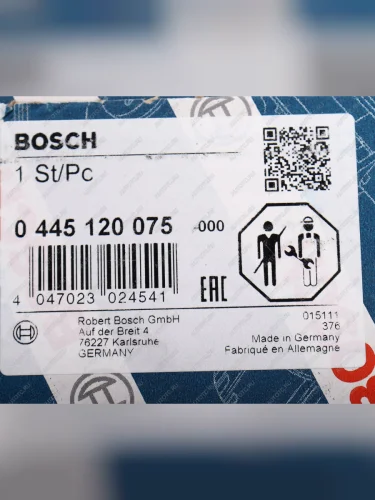 BOSCH
1 St/Pc
0 445 120 075 000
4 047023 024541
EAC
Robert Bosch GmbH
Auf der Breit 4
76227 Karlsruhe
GERMANY
015111
376
Made in Germany
Fabriqué en Allemagne